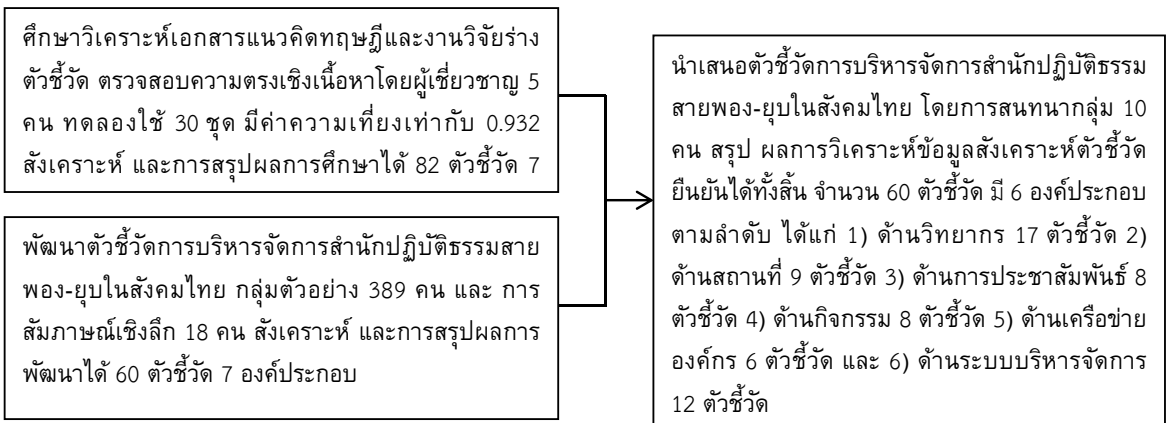 ศึกษาวิเคราะห์เอกสารแนวคิดทฤษฎีและงานวิจัยร่าง
ตัวชี้วัด ตรวจสอบความตรงเชิงเนื้อหาโดยผู้เชี่ยวชาญ 5
คน ทดลองใช้ 30 ชุด มีค่าความเที่ยงเท่ากับ 0.932
สังเคราะห์ และการสรุปผลการศึกษาได้ 82 ตัวชี้วัด 7
พัฒนาตัวชี้วัดการบริหารจัดการสำนักปฏิบัติธรรมสาย
พอง-ยุบในสังคมไทย กลุ่มตัวอย่าง 389 คน และ การ
สัมภาษณ์เชิงลึก 18 คน สังเคราะห์ และการสรุปผลการ
พัฒนาได้ 60 ตัวชี้วัด 7 องค์ประกอบ
นำเสนอตัวชี้วัดการบริหารจัดการสำนักปฏิบัติธรรม
สายพอง-ยุบในสังคมไทย โดยการสนทนากลุ่ม 10
คน สรุป ผลการวิเคราะห์ข้อมูลสังเคราะห์ตัวชี้วัด
ยืนยันได้ทั้งสิ้น จำนวน 60 ตัวชี้วัด มี 6 องค์ประกอบ
ตามลำดับ ได้แก่ 1) ด้านวิทยากร 17 ตัวชี้วัด 2)
ด้านสถานที่ 9 ตัวชี้วัด 3) ด้านการประชาสัมพันธ์ 8
ตัวชี้วัด 4) ด้านกิจกรรม 8 ตัวชี้วัด 5) ด้านเครือข่าย
องค์กร 6 ตัวชี้วัด และ 6) ด้านระบบบริหารจัดการ
12 ตัวชี้วัด